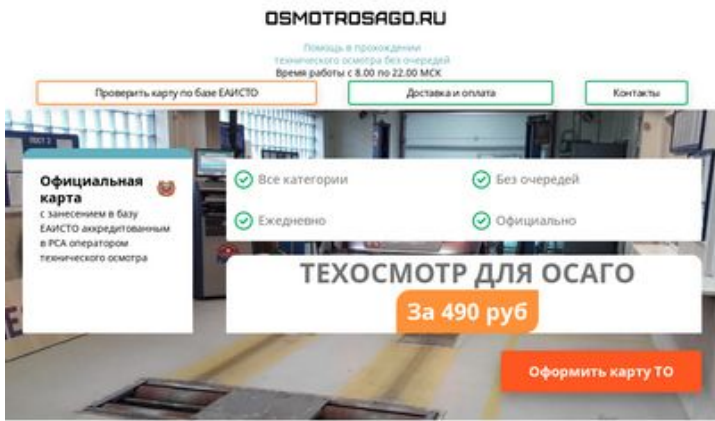 OSMOTROSAGO.RU
Помощь в прохождении
технического осмотра без очередей
Время работы с 8.00 по 22.00 МСК
Проверить карту по базе ЕАИСТО
Доставка и оплата
Контакты
ПОСТ 2
Официальная
карта
с занесением в базу
ЕАИСТО аккредитованным
в РСА оператором
технического осмотра
Все категории
Без очередей
Ежедневно
Официально
ТЕХОСМОТР ДЛЯ ОСАГО
За 490 руб
Оформить карту ТО